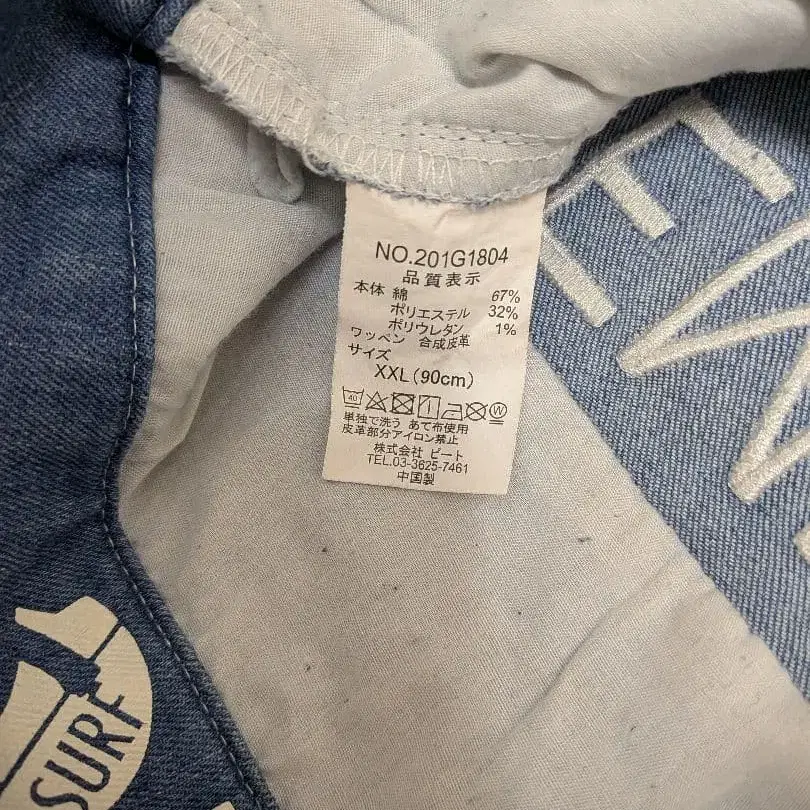 NO.201G1804
品質表示
本体 綿 67%
ポリエステル 32%
ポリウレタン 1%
ワッペン 合成皮革
サイズ
XXL(90cm)
40 W
単独で洗う あて布使用
皮革部分アイロン禁止
株式会社 ビート
TEL.03-3625-7461
中国製
SURF